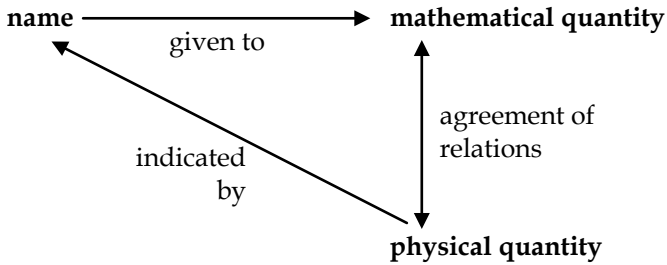 name
mathematical quantity
given to
agreement of
relations
indicated
by
physical quantity